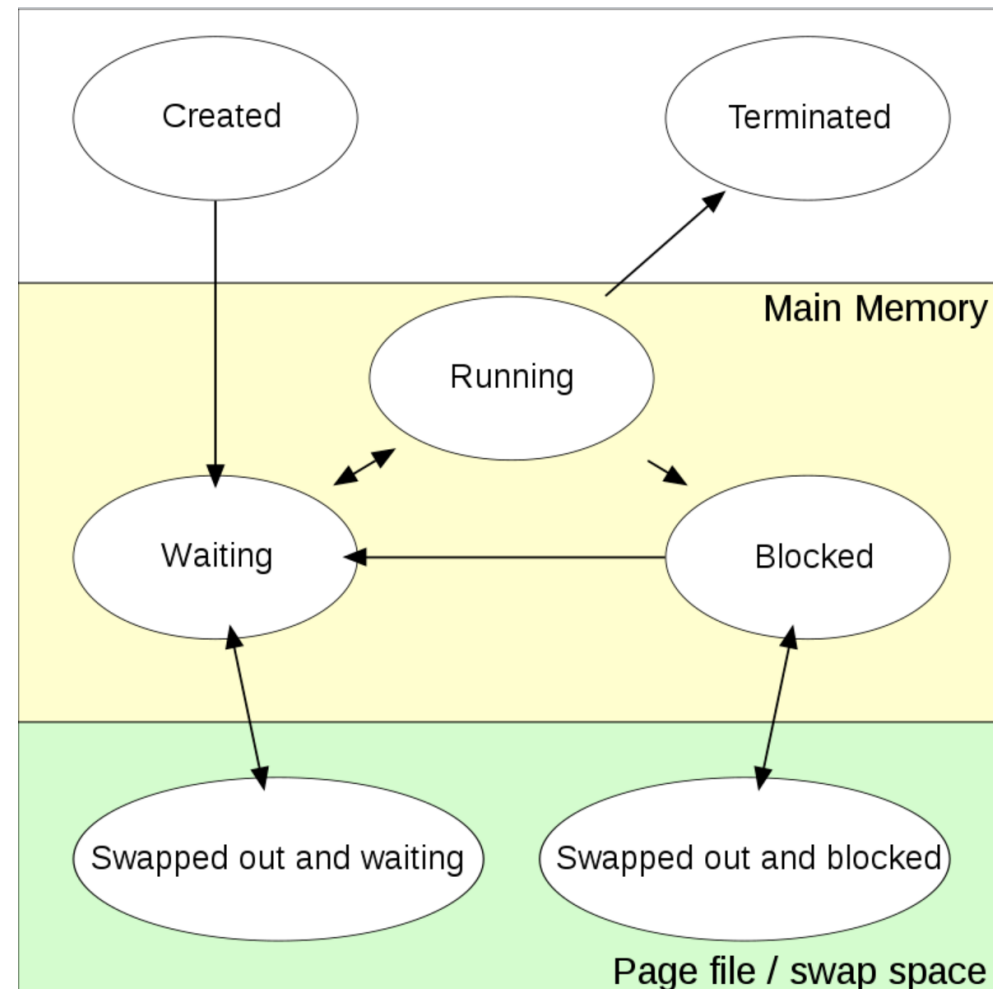 Created
Terminated
Main Memory
Running
Waiting
Blocked
Swapped out and waiting
Swapped out and blocked
Page file / swap space